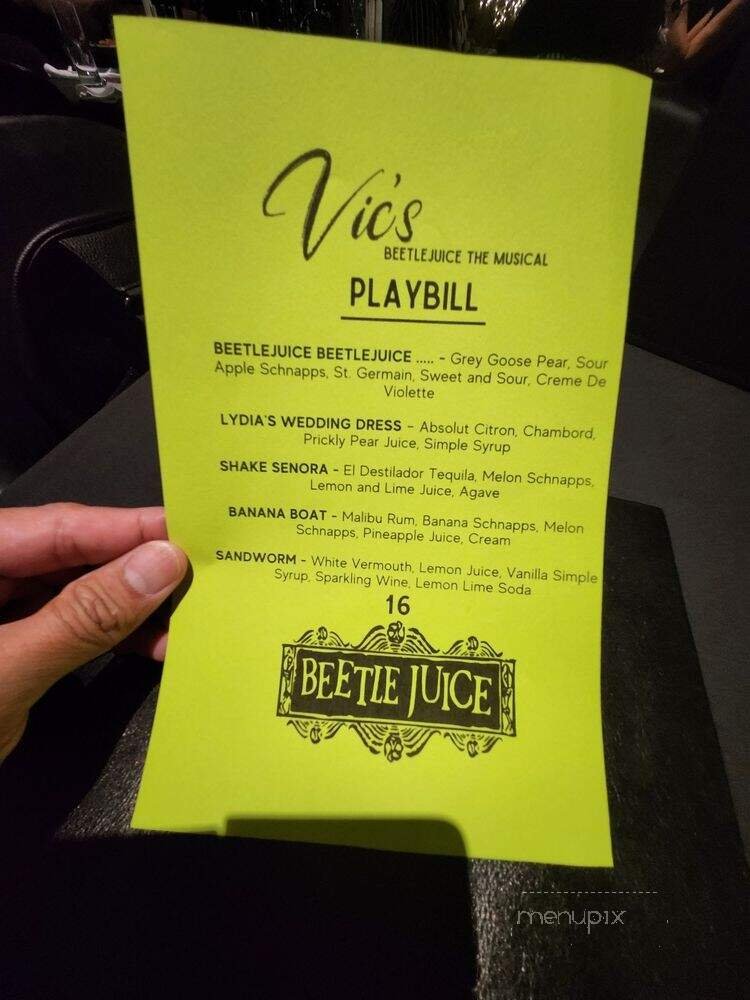 Vic's
BEETLEJUICE THE MUSICAL
PLAYBILL
BEETLEJUICE BEETLEJUICE ..... - Grey Goose Pear, Sour
Apple Schnapps, St. Germain, Sweet and Sour, Creme De
Violette
LYDIA'S WEDDING DRESS - Absolut Citron, Chambord,
Prickly Pear Juice, Simple Syrup
SHAKE SENORA - El Destilador Tequila, Melon Schnapps,
Lemon and Lime Juice, Agave
BANANA BOAT - Malibu Rum, Banana Schnapps, Melon
Schnapps, Pineapple Juice, Cream
SANDWORM - White Vermouth, Lemon Juice, Vanilla Simple
Syrup, Sparkling Wine, Lemon Lime Soda
16
BEETLE JUICE
menupix